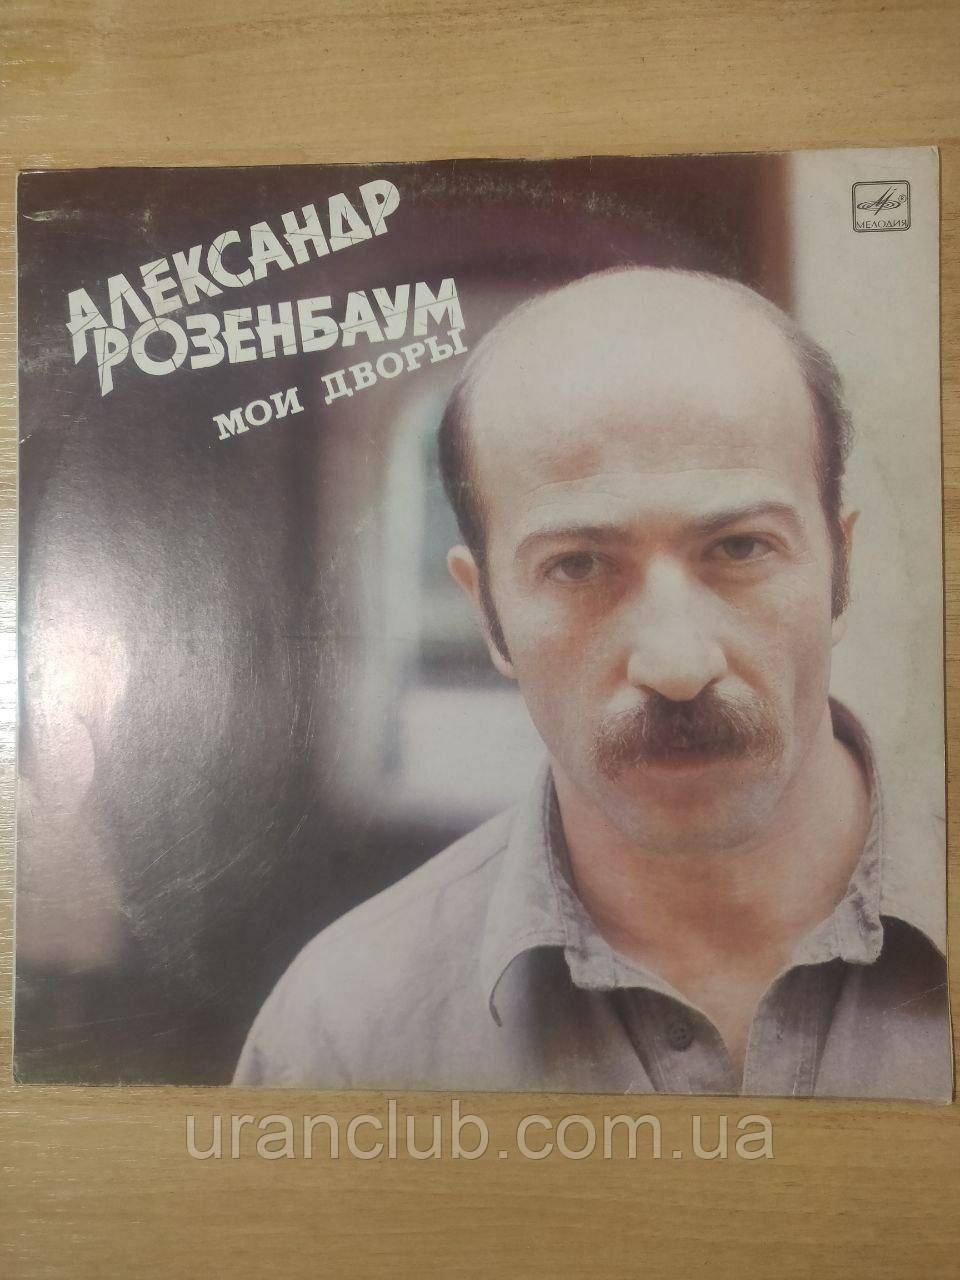 АЛЕКСАНДР
РОЗЕНБАУМ
МОИ ДВОРЫ
МЕЛОДИЯ
uranclub.com.ua